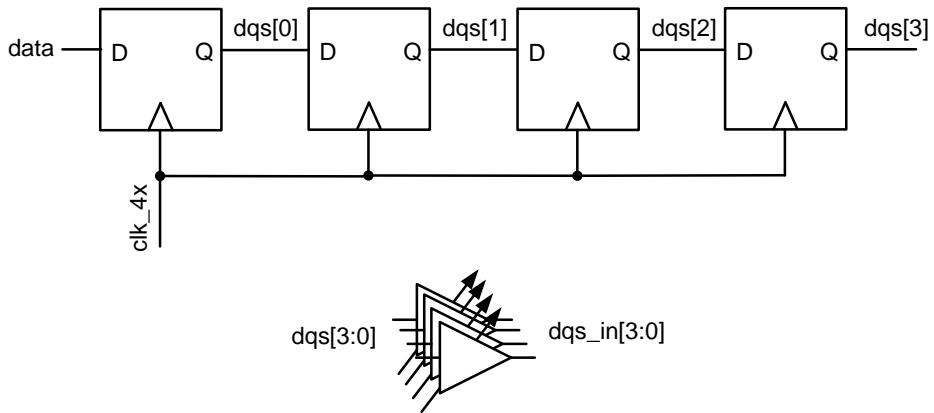 data D Q dqs[0] D Q dqs[1] D Q dqs[2] D Q dqs[3]
clk_4x
dqs[3:0] dqs_in[3:0]